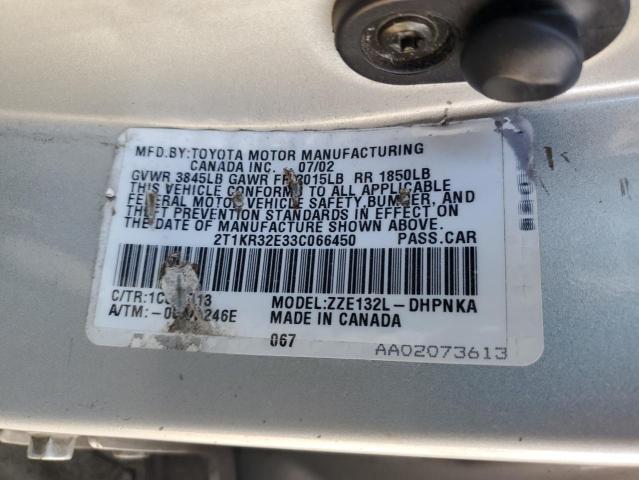 MFD.BY:TOYOTA MOTOR MANUFACTURING
CANADA INC. 07/02
GVWR 3845LB GAWR RR 1850LB
THIS VEHICLE CONFORMS TO ALL APPLICABLE
FEDERAL MOTOR VEHICLE SAFETY,BUMPER, AND
THEFT PREVENTION STANDARDS IN EFFECT ON
THE DATE OF MANUFACTURE SHOWN ABOVE.
2T1KR32E33C066450 PASS.CAR
C/TR: MODEL:ZZE132L-DHPNKA
A/TM: MADE IN CANADA
067
AA02073613